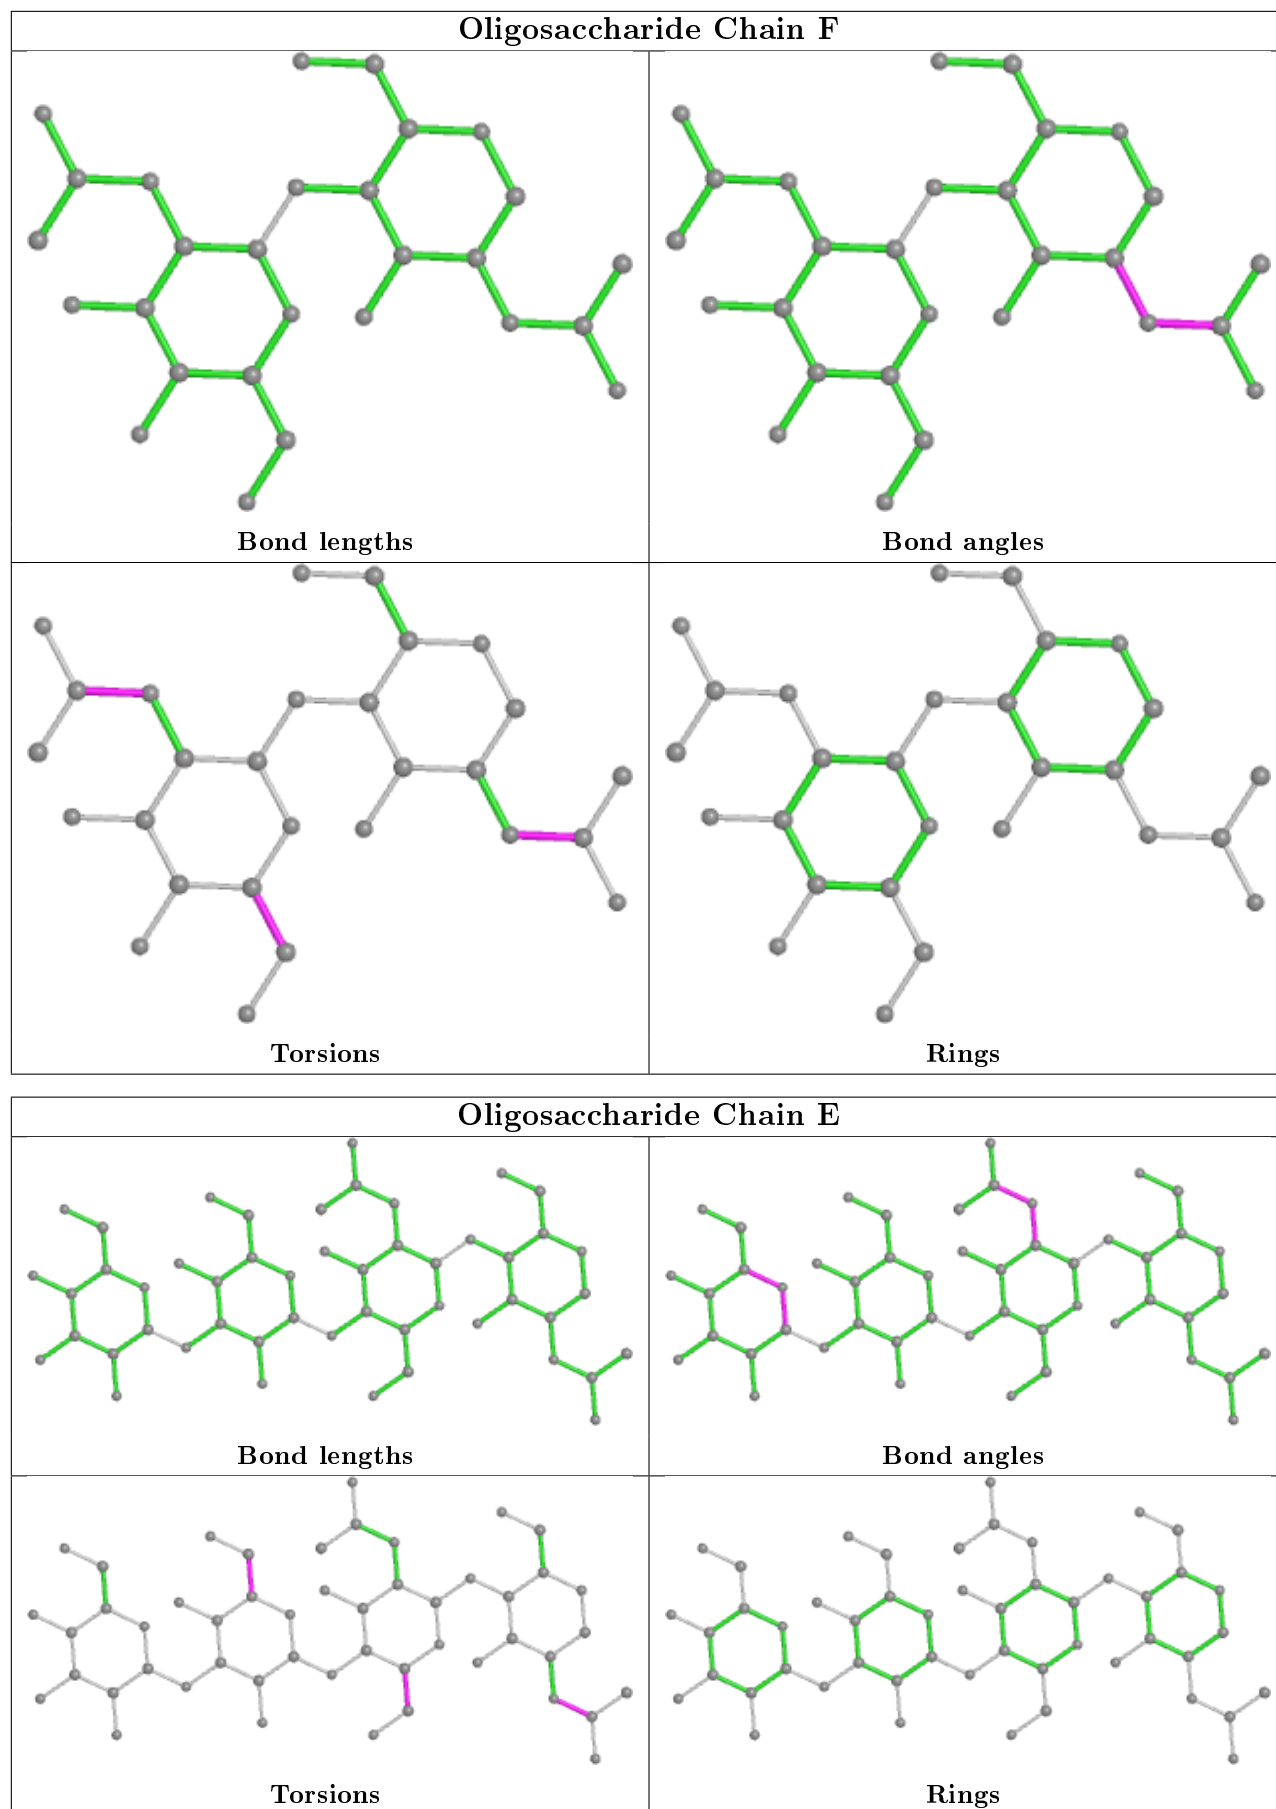 Oligosaccharide Chain F
Bond lengths
Bond angles
Torsions
Rings
Oligosaccharide Chain E
Bond lengths
Bond angles
Torsions
Rings